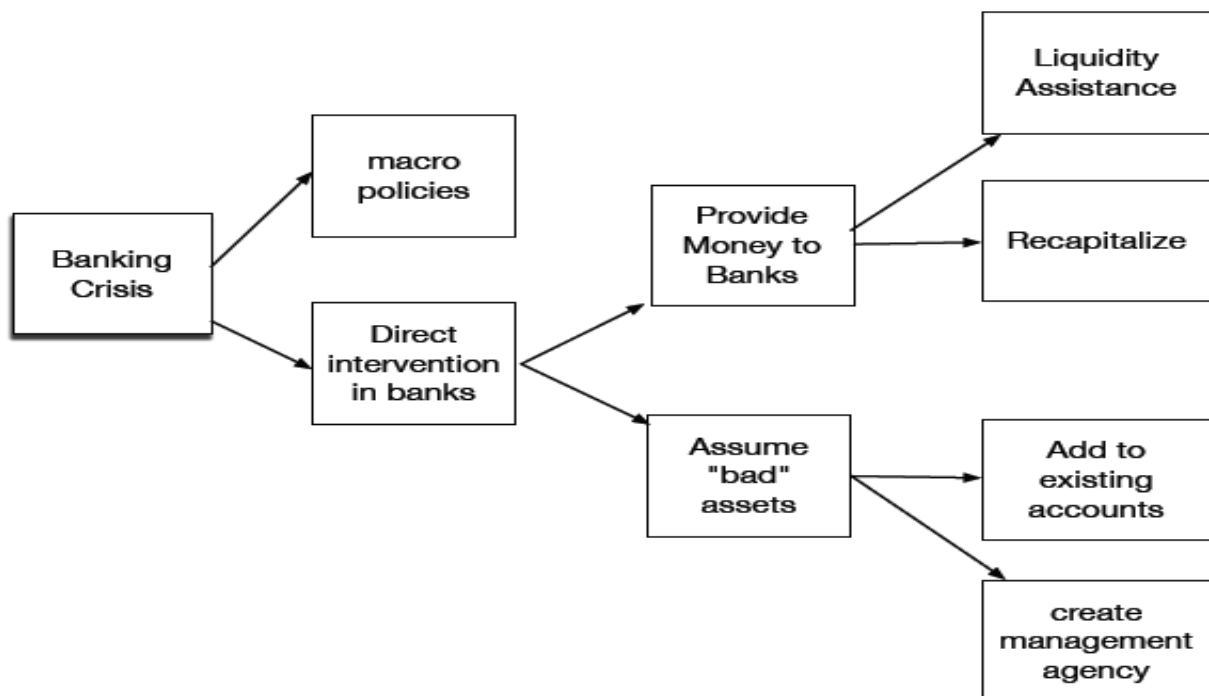 Banking
Crisis
macro
policies
Direct
intervention
in banks
Provide
Money to
Banks
Assume
"bad"
assets
Liquidity
Assistance
Recapitalize
Add to
existing
accounts
create
management
agency